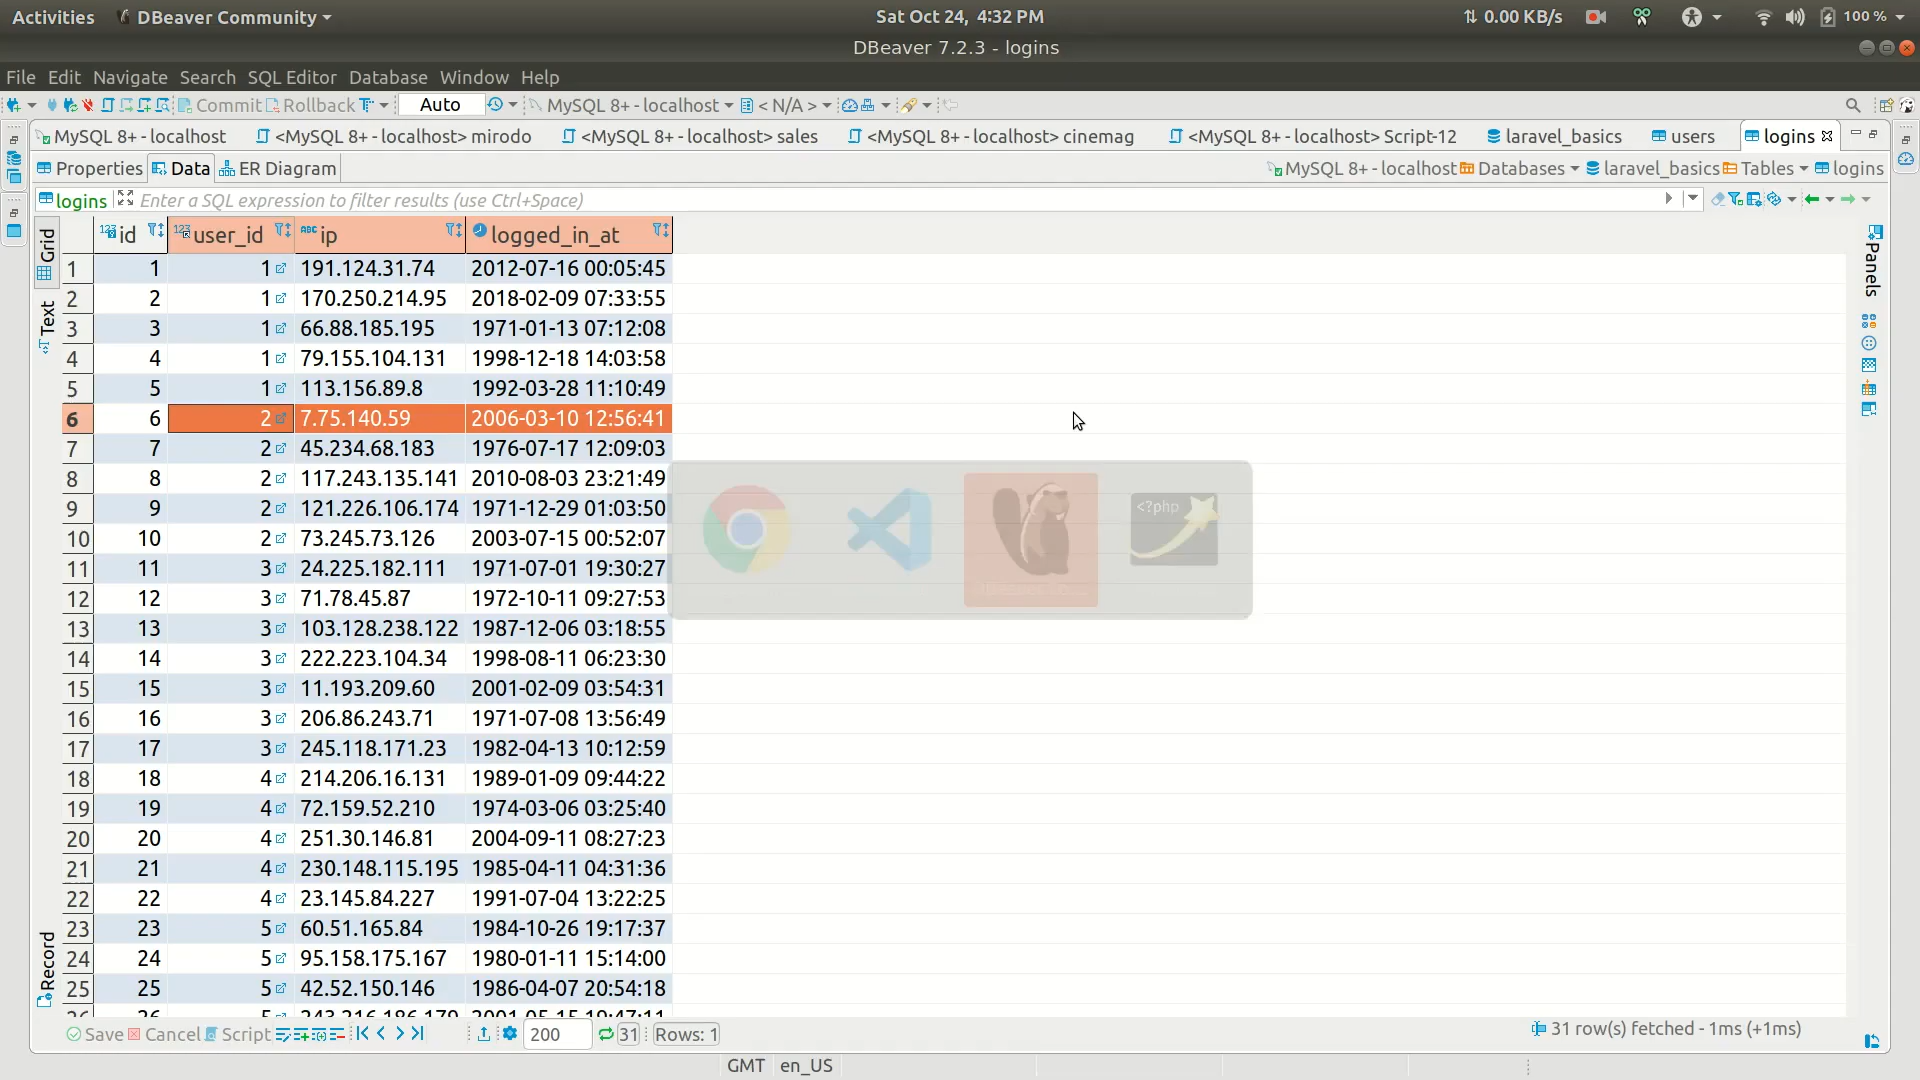 Activities DBeaver Community Sat Oct 24, 4:32 PM 0.00 KB/s 100 %
DBeaver 7.2.3 - logins
File Edit Navigate Search SQL Editor Database Window Help
Commit Rollback Auto MySQL 8+ - localhost < N/A >
MySQL 8+ - localhost <MySQL 8+ - localhost> mirodo <MySQL 8+ - localhost> sales <MySQL 8+ - localhost> cinemag <MySQL 8+ - localhost> Script-12 laravel_basics users logins
Properties Data ER Diagram MySQL 8+ - localhost Databases laravel_basics Tables logins
logins Enter a SQL expression to filter results (use Ctrl+Space)
Grid
Text
Record
Panels
123 id 123 user_id ABC ip logged_in_at
1 1 1 191.124.31.74 2012-07-16 00:05:45
2 2 1 170.250.214.95 2018-02-09 07:33:55
3 3 1 66.88.185.195 1971-01-13 07:12:08
4 4 1 79.155.104.131 1998-12-18 14:03:58
5 5 1 113.156.89.8 1992-03-28 11:10:49
6 6 2 7.75.140.59 2006-03-10 12:56:41
7 7 2 45.234.68.183 1976-07-17 12:09:03
8 8 2 117.243.135.141 2010-08-03 23:21:49
9 9 2 121.226.106.174 1971-12-29 01:03:50
10 10 2 73.245.73.126 2003-07-15 00:52:07
11 11 3 24.225.182.111 1971-07-01 19:30:27
12 12 3 71.78.45.87 1972-10-11 09:27:53
13 13 3 103.128.238.122 1987-12-06 03:18:55
14 14 3 222.223.104.34 1998-08-11 06:23:30
15 15 3 11.193.209.60 2001-02-09 03:54:31
16 16 3 206.86.243.71 1971-07-08 13:56:49
17 17 3 245.118.171.23 1982-04-13 10:12:59
18 18 4 214.206.16.131 1989-01-09 09:44:22
19 19 4 72.159.52.210 1974-03-06 03:25:40
20 20 4 251.30.146.81 2004-09-11 08:27:23
21 21 4 230.148.115.195 1985-04-11 04:31:36
22 22 4 23.145.84.227 1991-07-04 13:22:25
23 23 5 60.51.165.84 1984-10-26 19:17:37
24 24 5 95.158.175.167 1980-01-11 15:14:00
25 25 5 42.52.150.146 1986-04-07 20:54:18
<?php
Save Cancel Script 200 31 Rows: 1 31 row(s) fetched - 1ms (+1ms)
GMT en_US